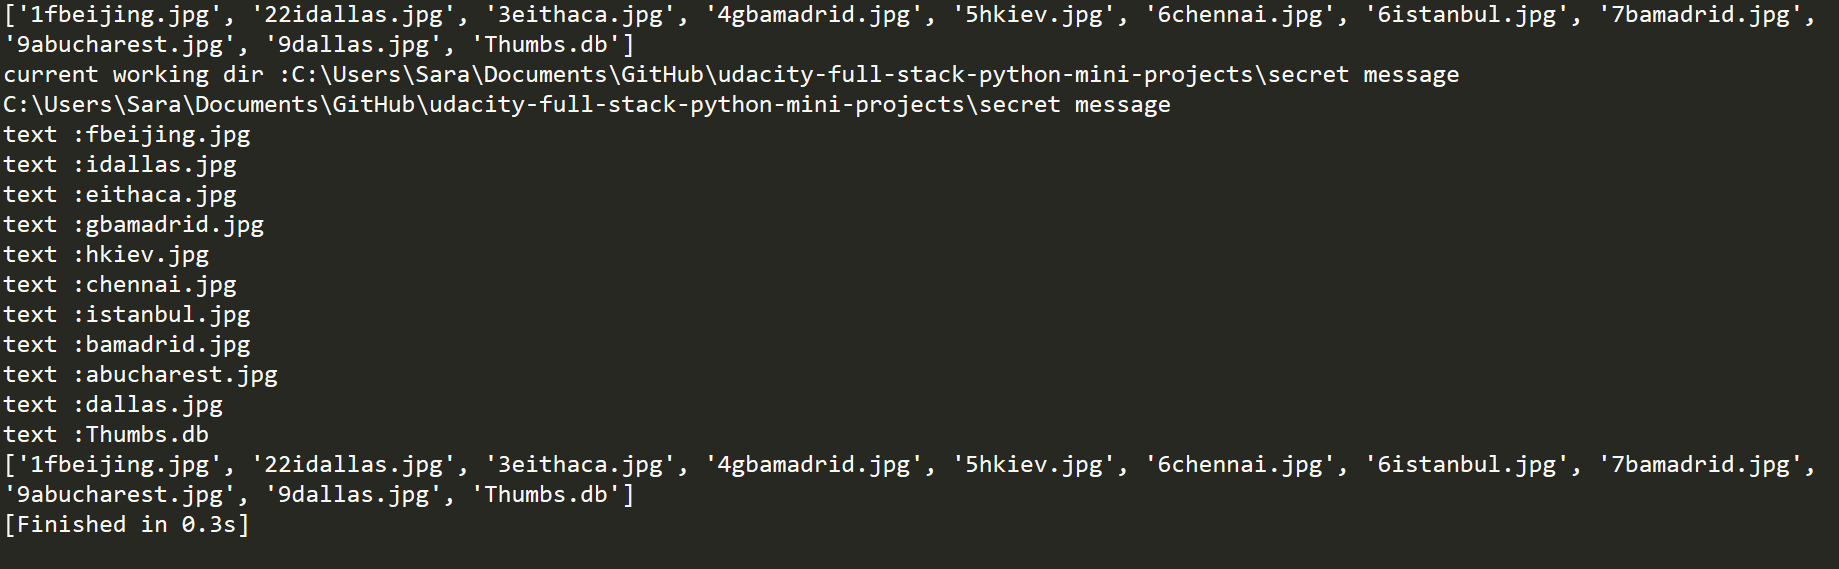 ['1fbeijing.jpg', '22idallas.jpg', '3eithaca.jpg', '4gbamadrid.jpg', '5hkiev.jpg', '6chennai.jpg', '6istanbul.jpg', '7bamadrid.jpg',
'9abucharest.jpg', '9dallas.jpg', 'Thumbs.db']
current working dir :C:\Users\Sara\Documents\GitHub\udacity-full-stack-python-mini-projects\secret message
C:\Users\Sara\Documents\GitHub\udacity-full-stack-python-mini-projects\secret message
text :fbeijing.jpg
text :idallas.jpg
text :eithaca.jpg
text :gbamadrid.jpg
text :hkiev.jpg
text :chennai.jpg
text :istanbul.jpg
text :bamadrid.jpg
text :abucharest.jpg
text :dallas.jpg
text :Thumbs.db
['1fbeijing.jpg', '22idallas.jpg', '3eithaca.jpg', '4gbamadrid.jpg', '5hkiev.jpg', '6chennai.jpg', '6istanbul.jpg', '7bamadrid.jpg',
'9abucharest.jpg', '9dallas.jpg', 'Thumbs.db']
[Finished in 0.3s]